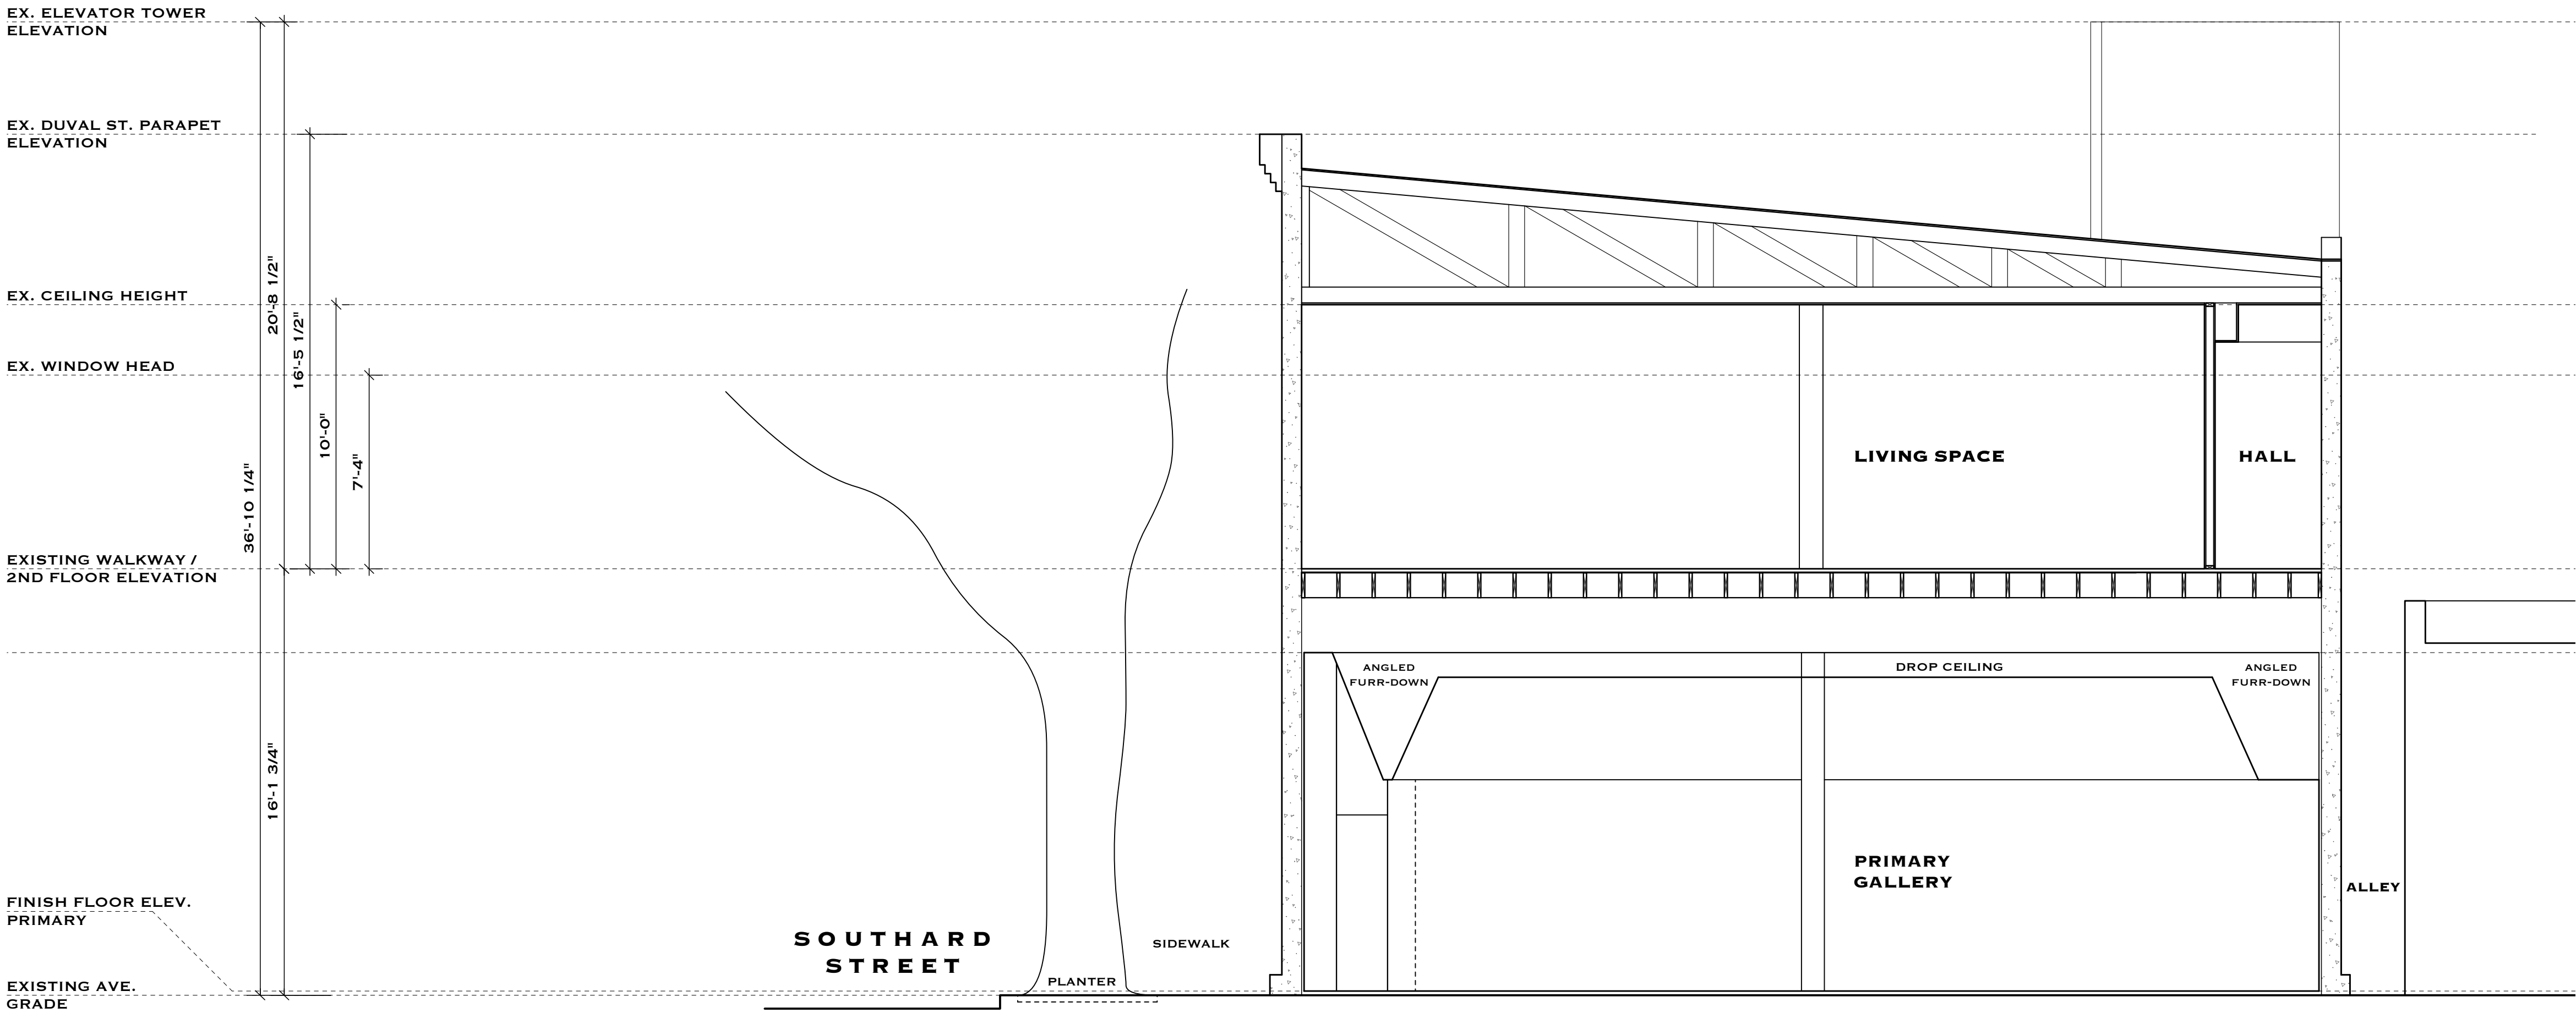 EX. ELEVATOR TOWER
ELEVATION
EX. DUVAL ST. PARAPET
ELEVATION
EX. CEILING HEIGHT
EX. WINDOW HEAD
EXISTING WALKWAY /
2ND FLOOR ELEVATION
FINISH FLOOR ELEV.
PRIMARY
EXISTING AVE.
GRADE
36'-10 1/4"
20'-8 1/2"
16'-1 3/4"
16'-5 1/2"
10'-0"
7'-4"
SOUTHARD
STREET
PLANTER
SIDEWALK
LIVING SPACE
HALL
ANGLED
FURR-DOWN
DROP CEILING
ANGLED
FURR-DOWN
PRIMARY
GALLERY
ALLEY